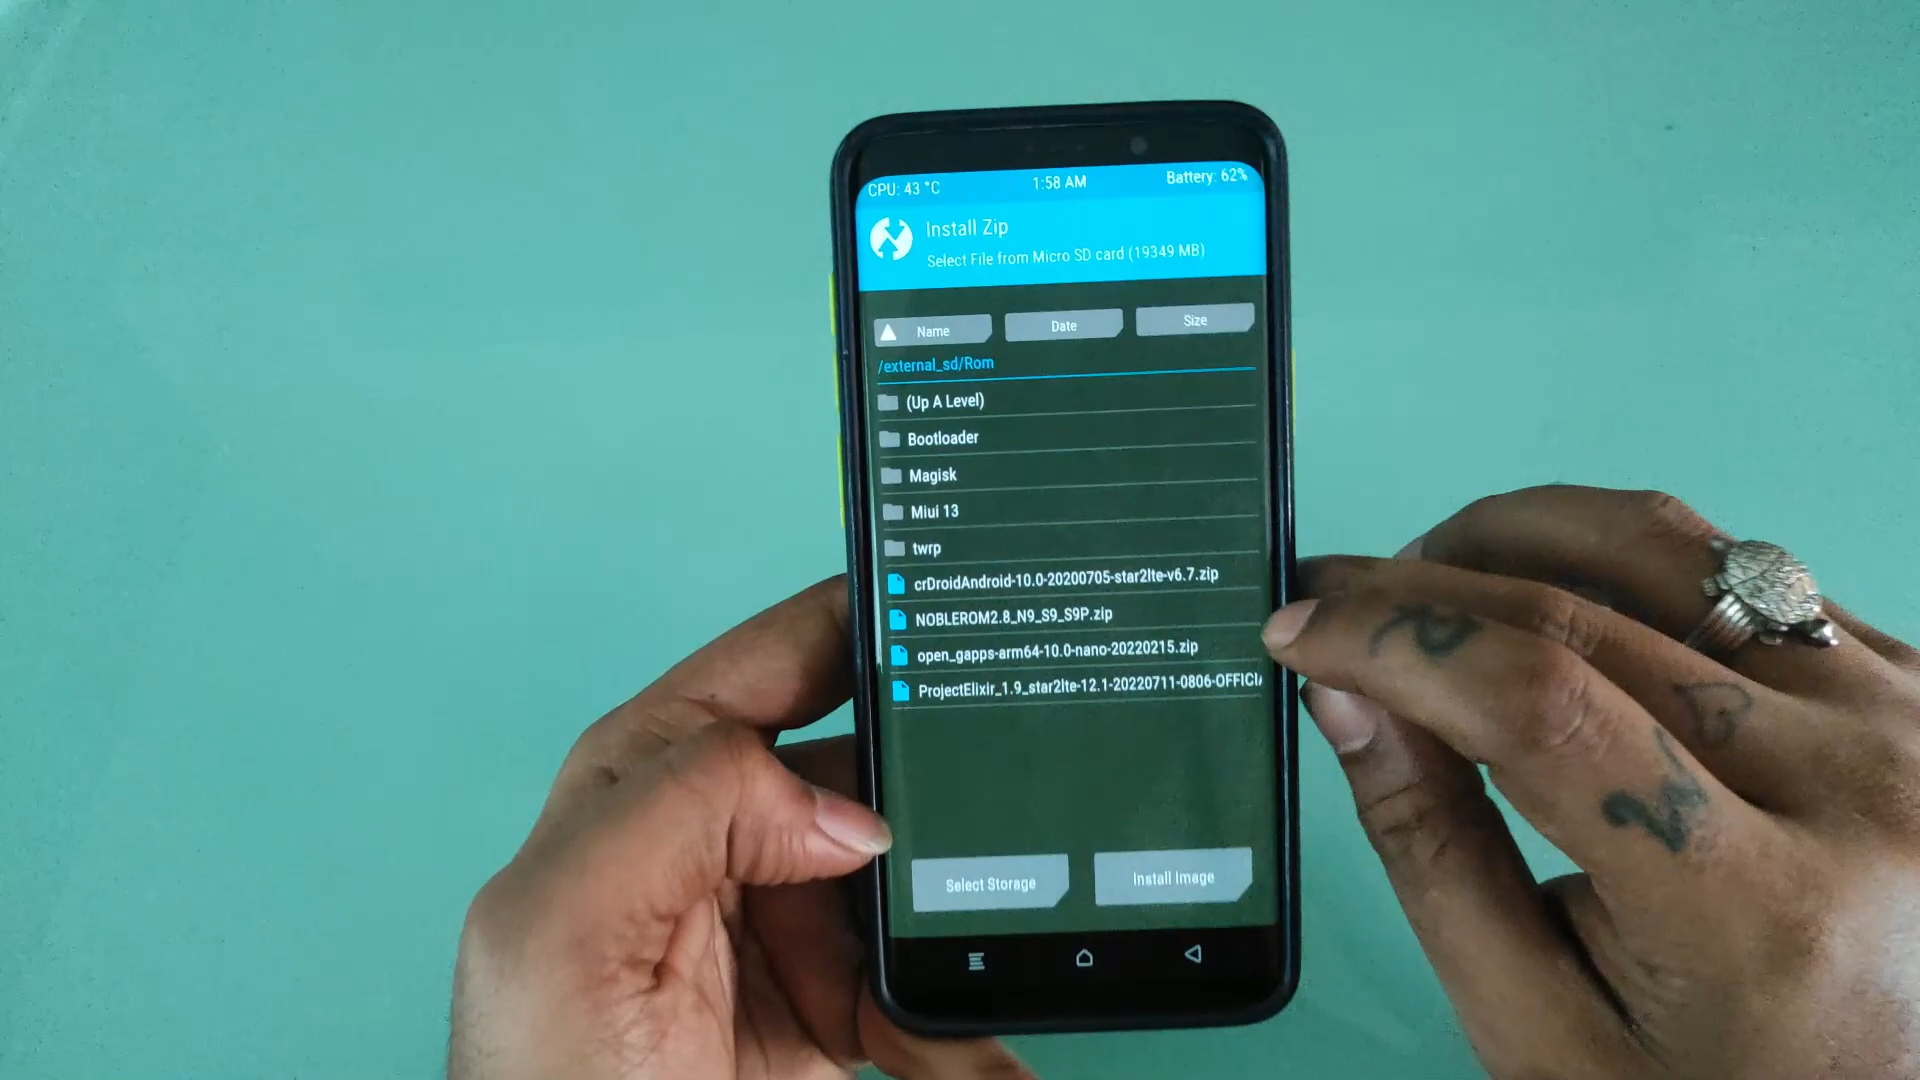 CPU: 43 °C 1:58 AM Battery: 62%
Install Zip
Select File from Micro SD card (19349 MB)
Name Date Size
/external_sd/Rom
(Up A Level)
Bootloader
Magisk
Miui 13
twrp
crDroidAndroid-10.0-20200705-star2lte-v6.7.zip
NOBLEROM2.8_N9_S9_S9P.zip
open_gapps-arm64-10.0-nano-20220215.zip
ProjectElixir_1.9_star2lte-12.1-20220711-0806-OFFICIA
Select Storage Install Image